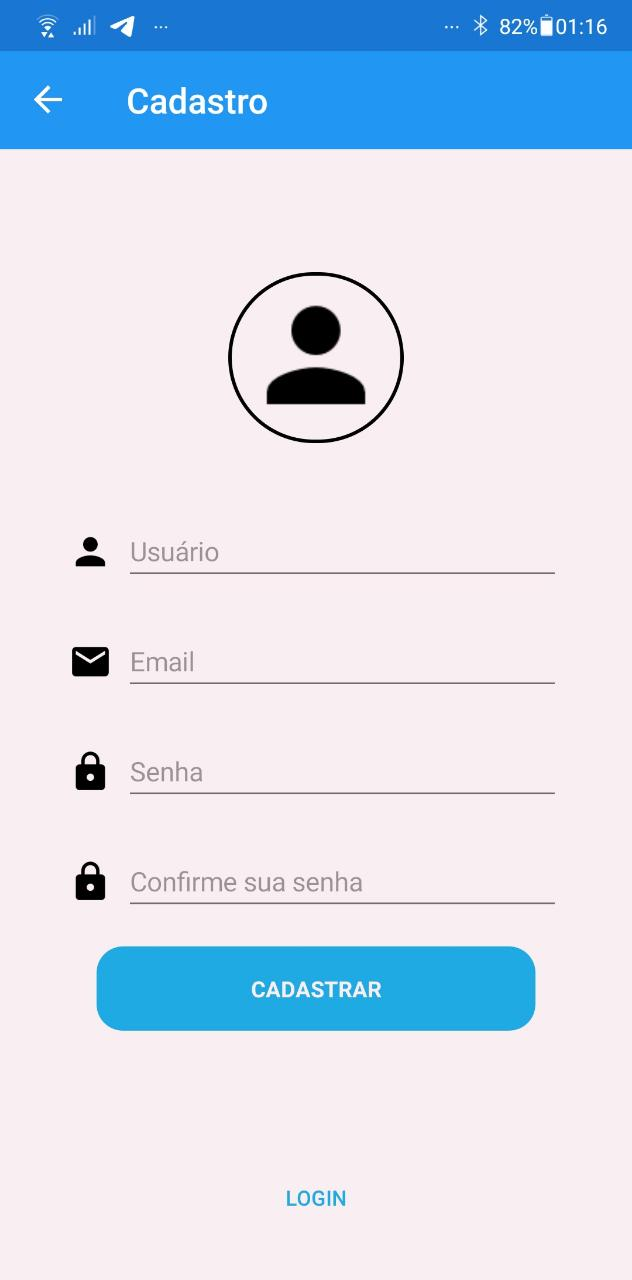 82% 01:16
Cadastro
Usuário
Email
Senha
Confirme sua senha
CADASTRAR
LOGIN